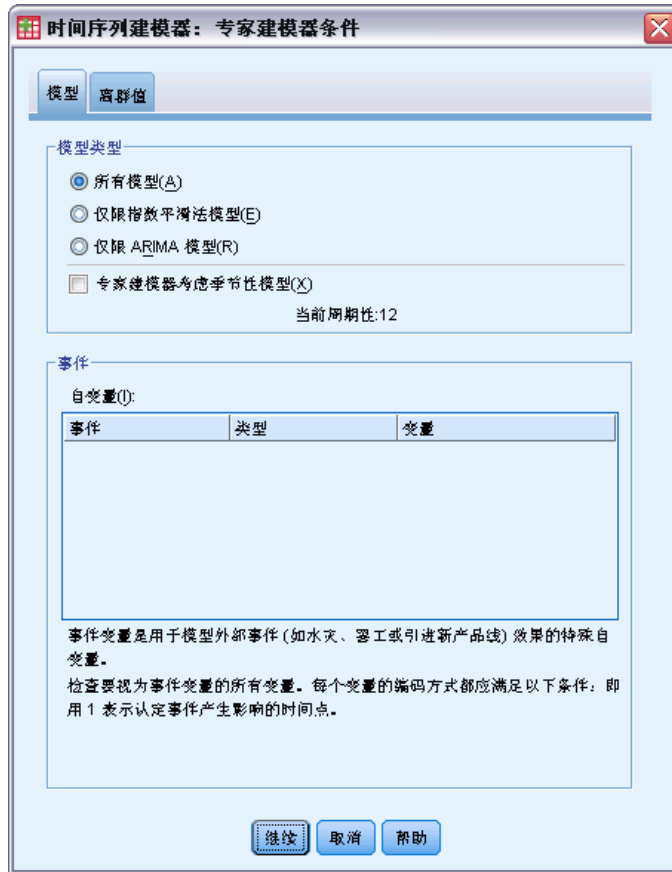 时间序列建模器：专家建模器条件
模型 离群值
模型类型
所有模型(A)
仅限指数平滑法模型(E)
仅限 ARIMA 模型(R)
专家建模器考虑季节性模型(X)
当前周期性:12
事件
自变量(I):
事件 类型 变量
事件变量是用于模型外部事件 (如水灾、罢工或引进新产品线) 效果的特殊自
变量。
检查要视为事件变量的所有变量。每个变量的编码方式都应满足以下条件：即
用 1 表示认定事件产生影响的时间点。
继续 取消 帮助